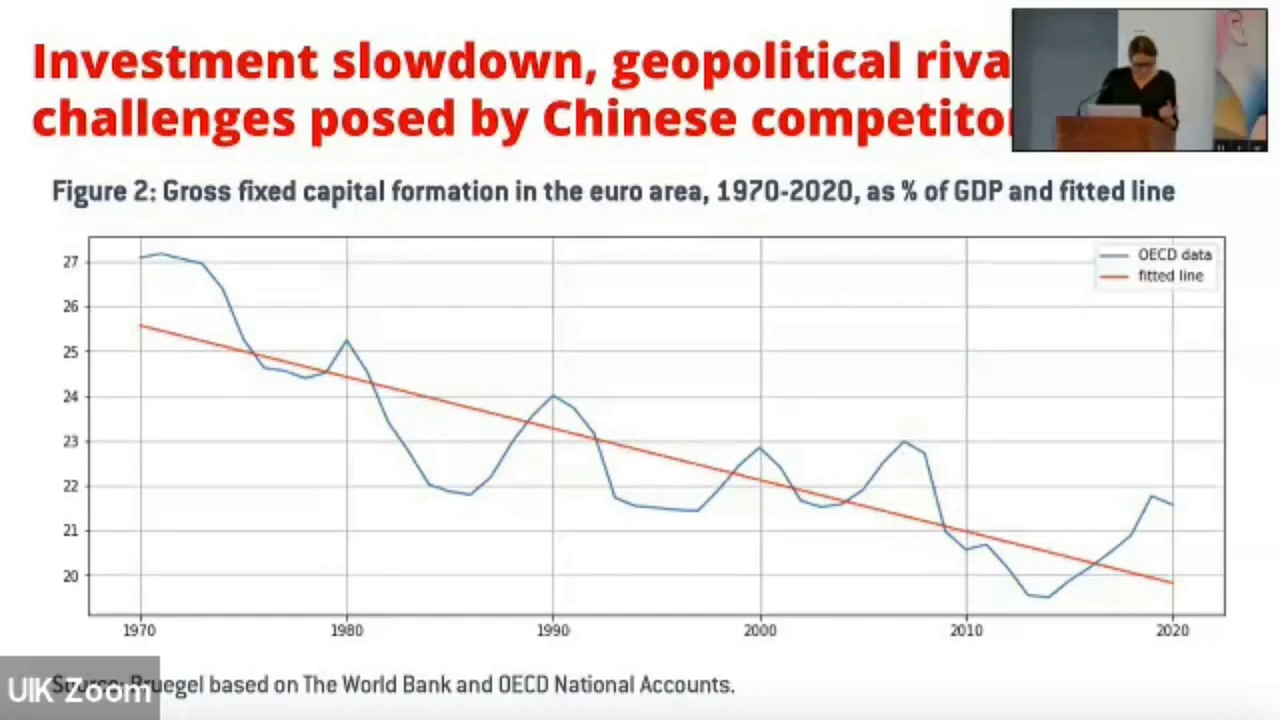 Investment slowdown, geopolitical
challenges posed by Chinese
Figure 2: Gross fixed capital formation in the euro area, 1970-2020, as % of GDP and fitted line
OECD data
fitted line
27
26
25
24
23
22
21
20
1970 1980 1990 2000 2010 2020
Source: Bruegel based on The World Bank and OECD National Accounts.
UIK Zoom